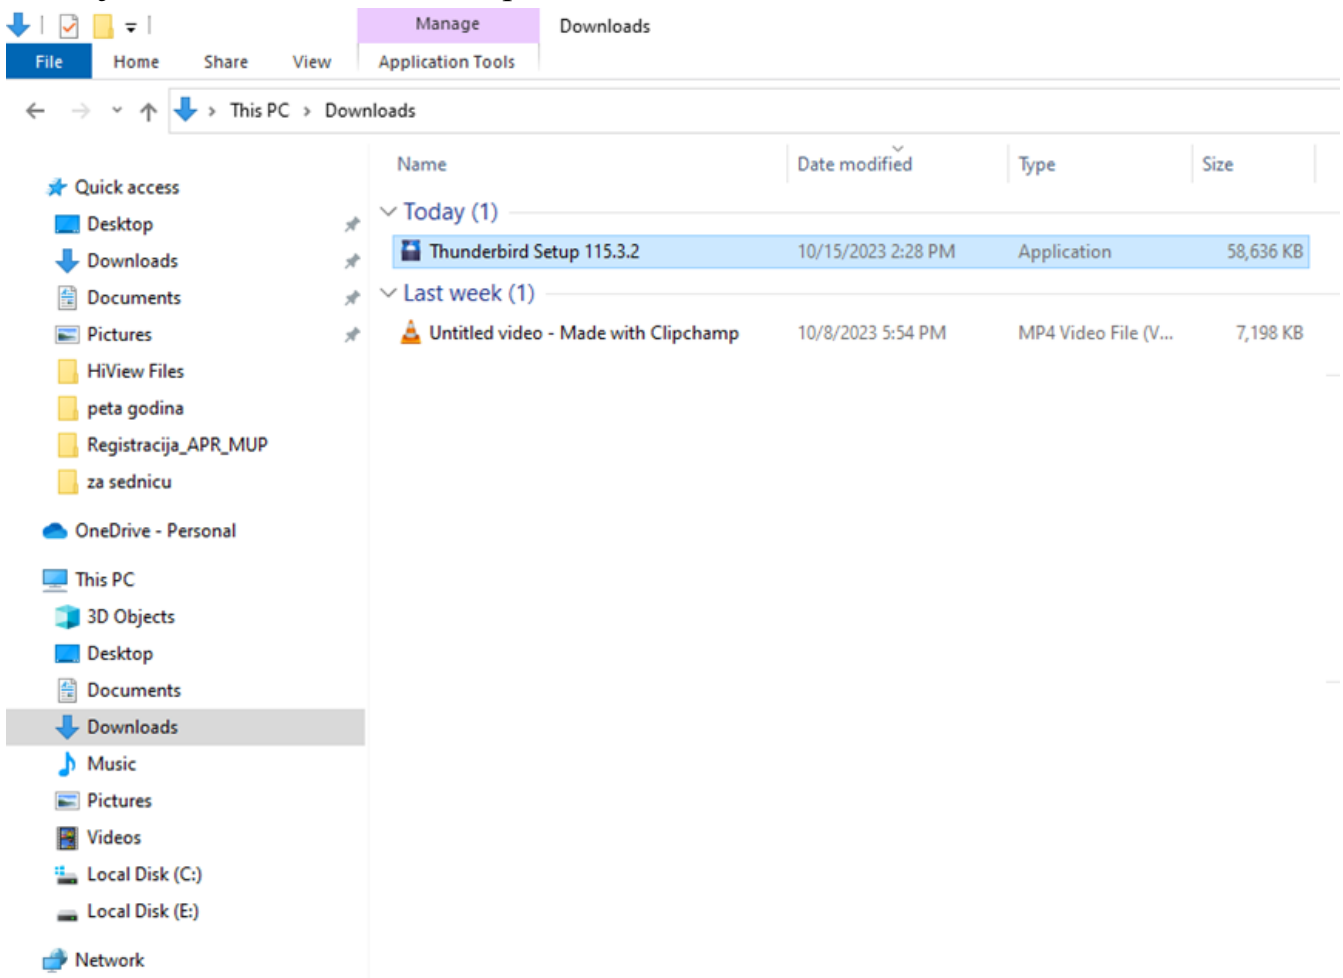 Manage Downloads
File Home Share View Application Tools
This PC > Downloads
Name Date modified Type Size
Quick access
Desktop
Downloads
Documents
Pictures
HiView Files
peta godina
Registracija_APR_MUP
za sednicu
OneDrive - Personal
This PC
3D Objects
Desktop
Documents
Downloads
Music
Pictures
Videos
Local Disk (C:)
Local Disk (E:)
Network
Today (1)
Thunderbird Setup 115.3.2 10/15/2023 2:28 PM Application 58,636 KB
Last week (1)
Untitled video - Made with Clipchamp 10/8/2023 5:54 PM MP4 Video File (V... 7,198 KB